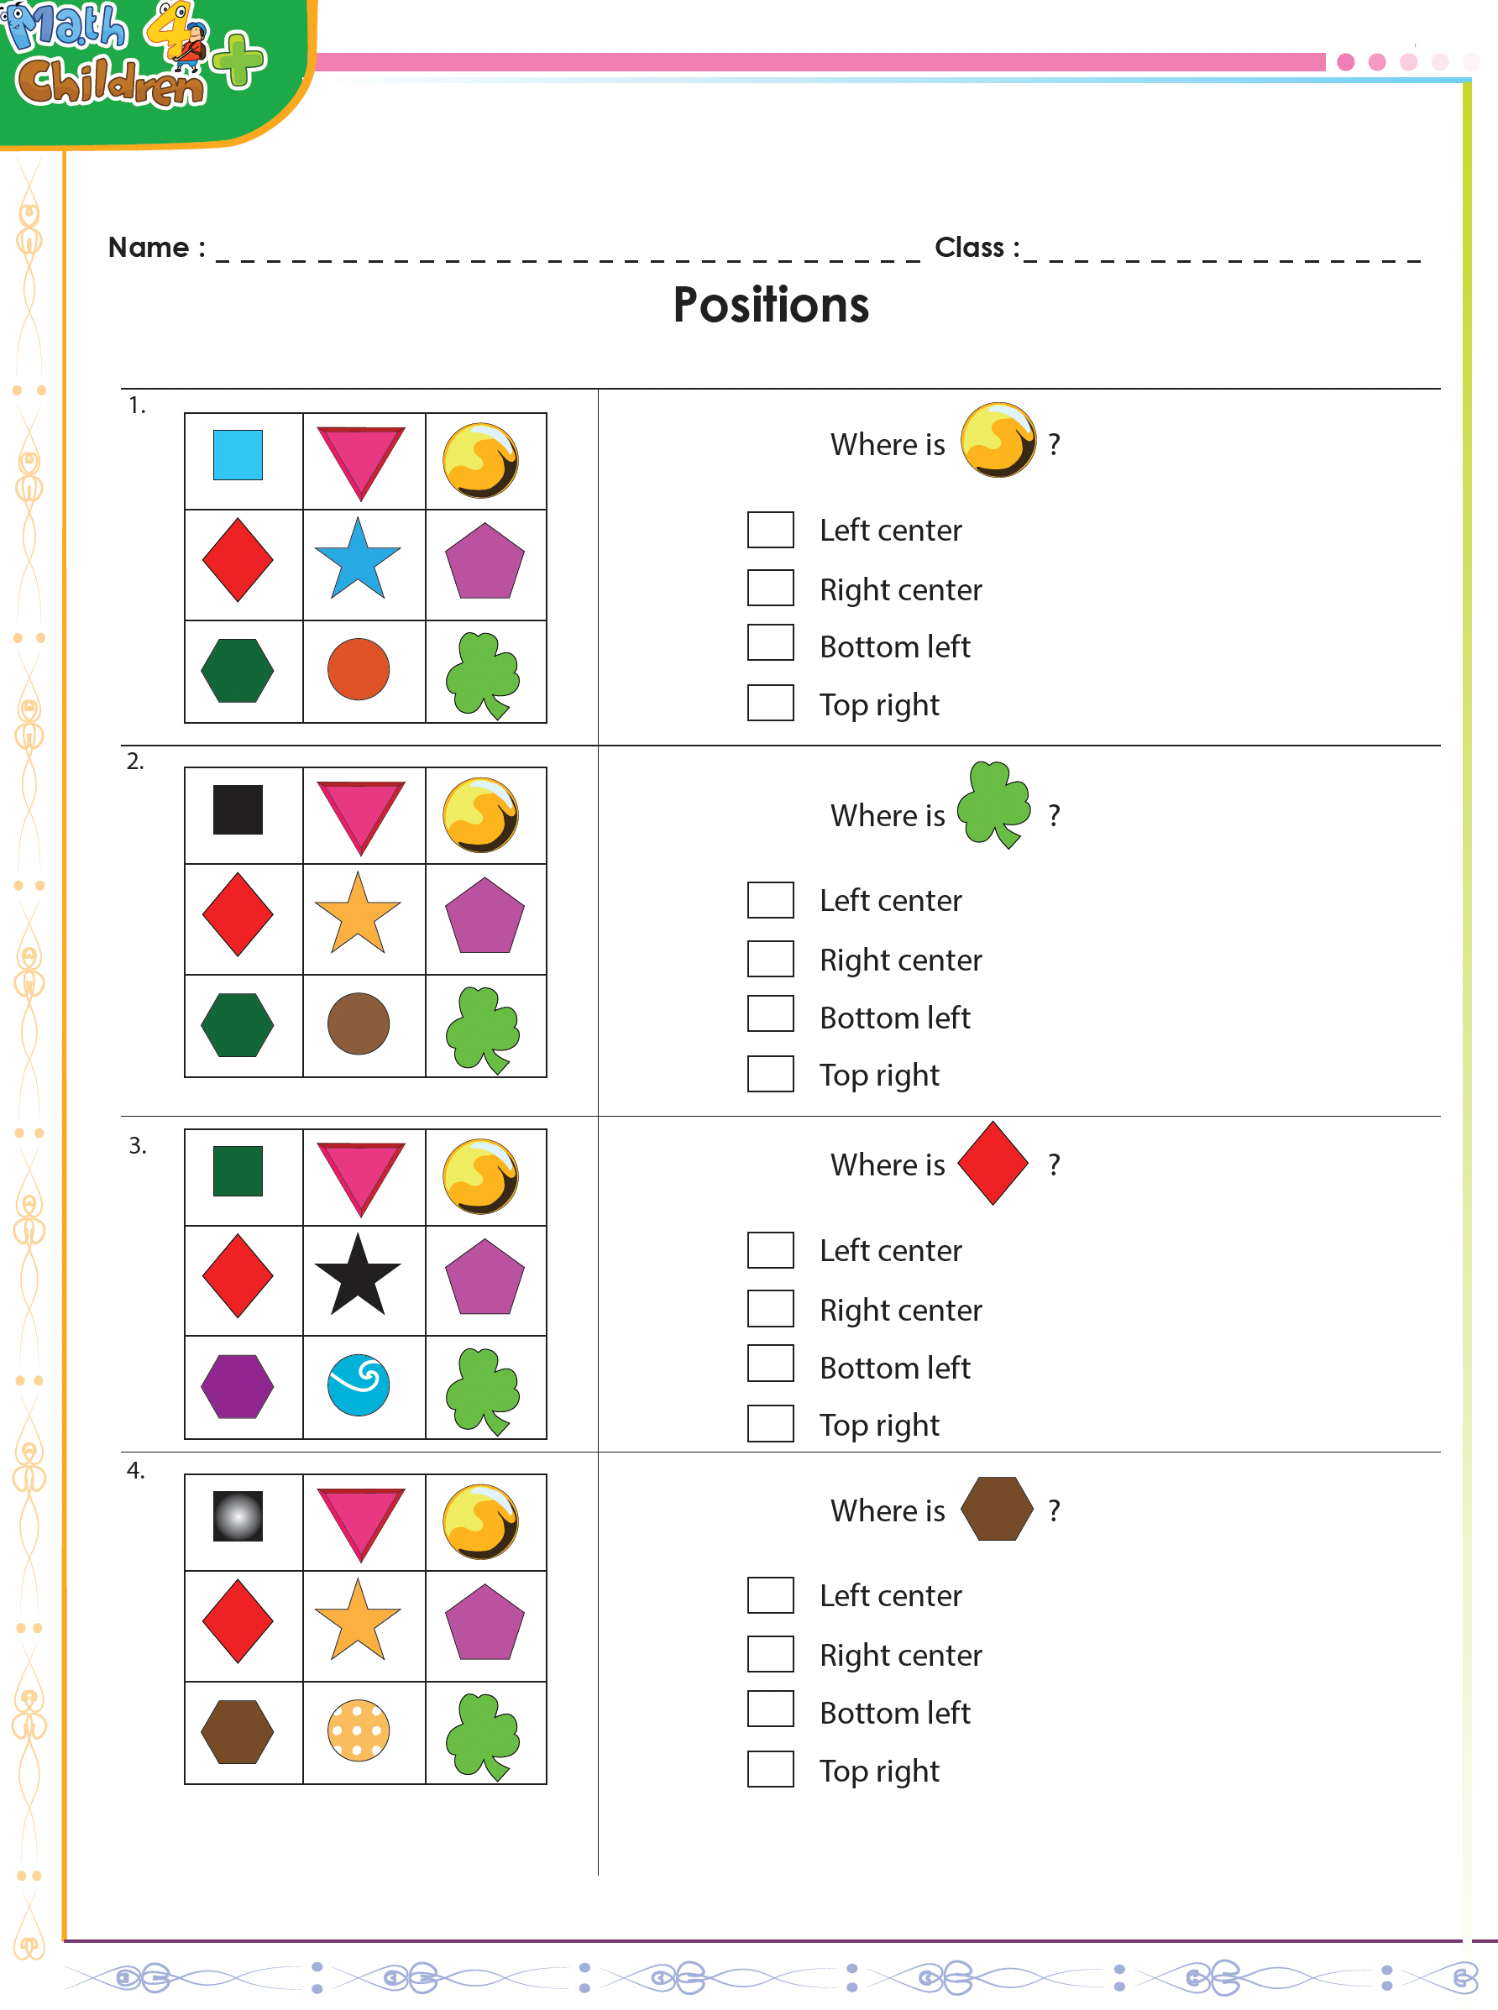 Math 4
Children +
Name : _ _ _ _ _ _ _ _ _ _ _ _ _ _ _ _ _ _ _ _ _ _ _ _ _ _ _ _ Class : _ _ _ _ _ _ _ _ _ _ _ _ _ _ _ _
Positions
1.
Where is ?
Left center
Right center
Bottom left
Top right
2.
Where is ?
Left center
Right center
Bottom left
Top right
3.
Where is ?
Left center
Right center
Bottom left
Top right
4.
Where is ?
Left center
Right center
Bottom left
Top right